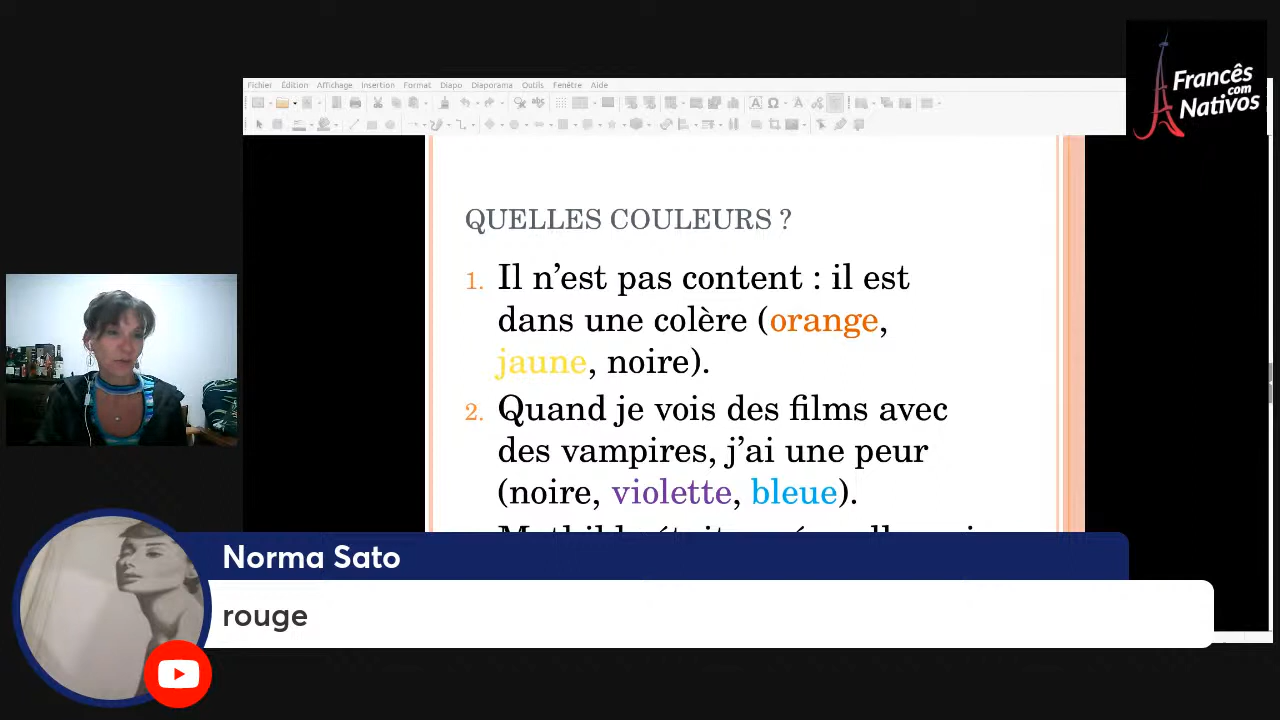 Francês
com
Nativos
Fichier Édition Affichage Insertion Format Diapo Diaporama Outils Fenêtre Aide
QUELLES COULEURS ?
1. Il n’est pas content : il est
dans une colère (orange,
jaune, noire).
2. Quand je vois des films avec
des vampires, j’ai une peur
(noire, violette, bleue).
Norma Sato
rouge